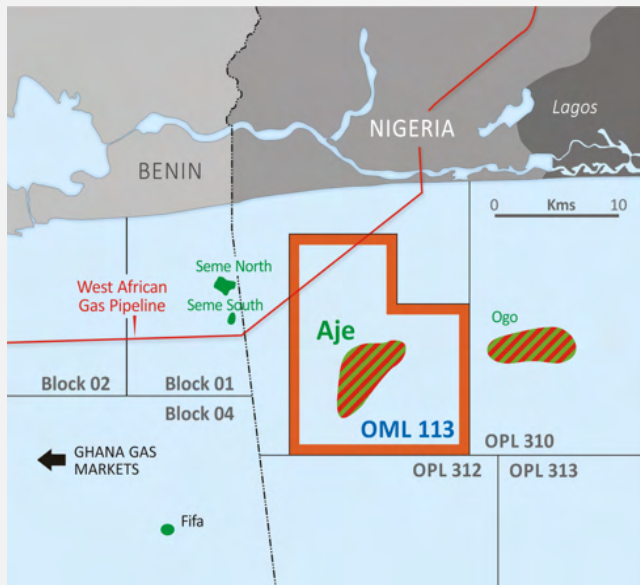 Lagos
NIGERIA
BENIN
0 Kms 10
Seme North
West African
Gas Pipeline
Seme South
Aje
Ogo
Block 02
Block 01
Block 04
OML 113
OPL 310
GHANA GAS
MARKETS
OPL 312
OPL 313
Fifa